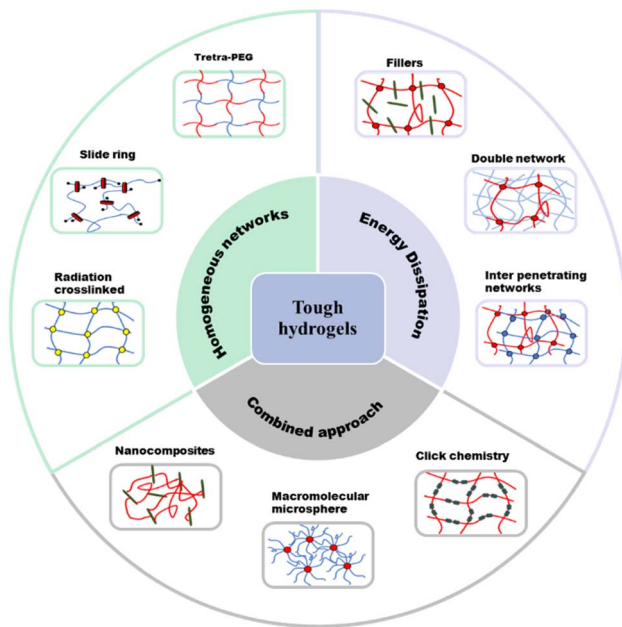 Tretra-PEG
Fillers
Slide ring
Double network
Homogeneous networks
Energy Dissipation
Radiation
crosslinked
Inter penetrating
networks
Tough
hydrogels
Combined approach
Nanocomposites
Click chemistry
Macromolecular
microsphere